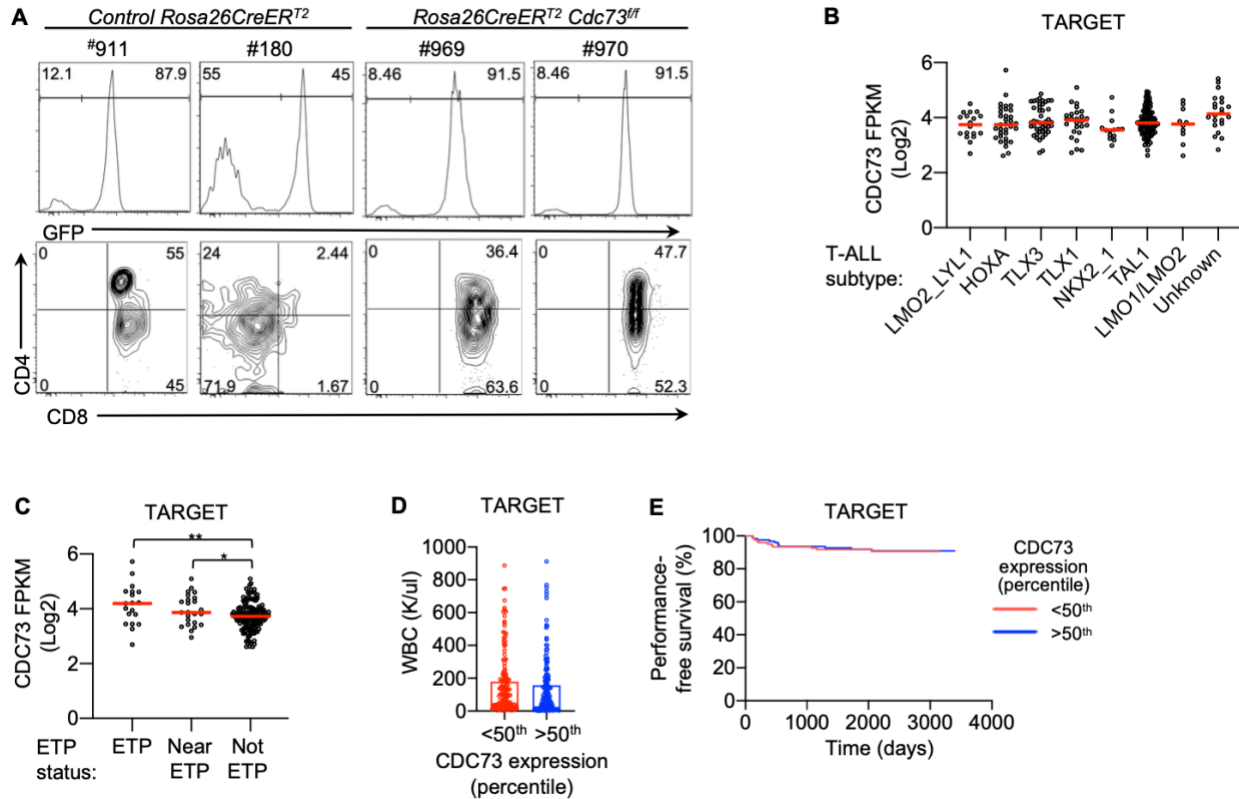 A
Control Rosa26CreERT2
Rosa26CreERT2 Cdc73f/f
#911
#180
#969
#970
12.1
87.9
55
45
8.46
91.5
8.46
91.5
GFP
0
55
24
2.44
0
36.4
0
47.7
0
45
71.9
1.67
0
63.6
0
52.3
CD4
CD8
B
TARGET
CDC73 FPKM
(Log2)
6
4
2
0
T-ALL
subtype:
LMO2_LYL1
HOXA
TLX3
TLX1
NKX2_1
TAL1
LMO1/LMO2
Unknown
C
TARGET
**
*
CDC73 FPKM
(Log2)
6
4
2
0
ETP
status:
ETP
Near
ETP
Not
ETP
D
TARGET
WBC (K/ul)
1000
800
600
400
200
0
<50th
>50th
CDC73 expression
(percentile)
E
TARGET
Performance-
free survival (%)
100
80
60
40
20
0
0
1000
2000
3000
4000
Time (days)
CDC73
expression
(percentile)
<50th
>50th